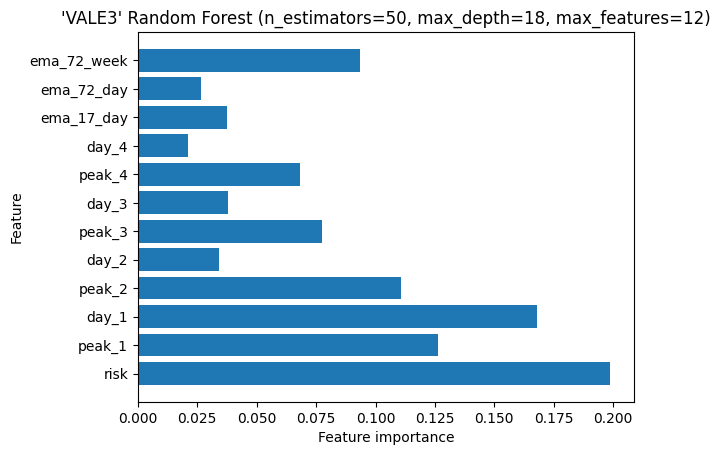 'VALE3' Random Forest (n_estimators=50, max_depth=18, max_features=12)
ema_72_week
ema_72_day
ema_17_day
day_4
peak_4
day_3
peak_3
day_2
peak_2
day_1
peak_1
risk
Feature
0.000 0.025 0.050 0.075 0.100 0.125 0.150 0.175 0.200
Feature importance